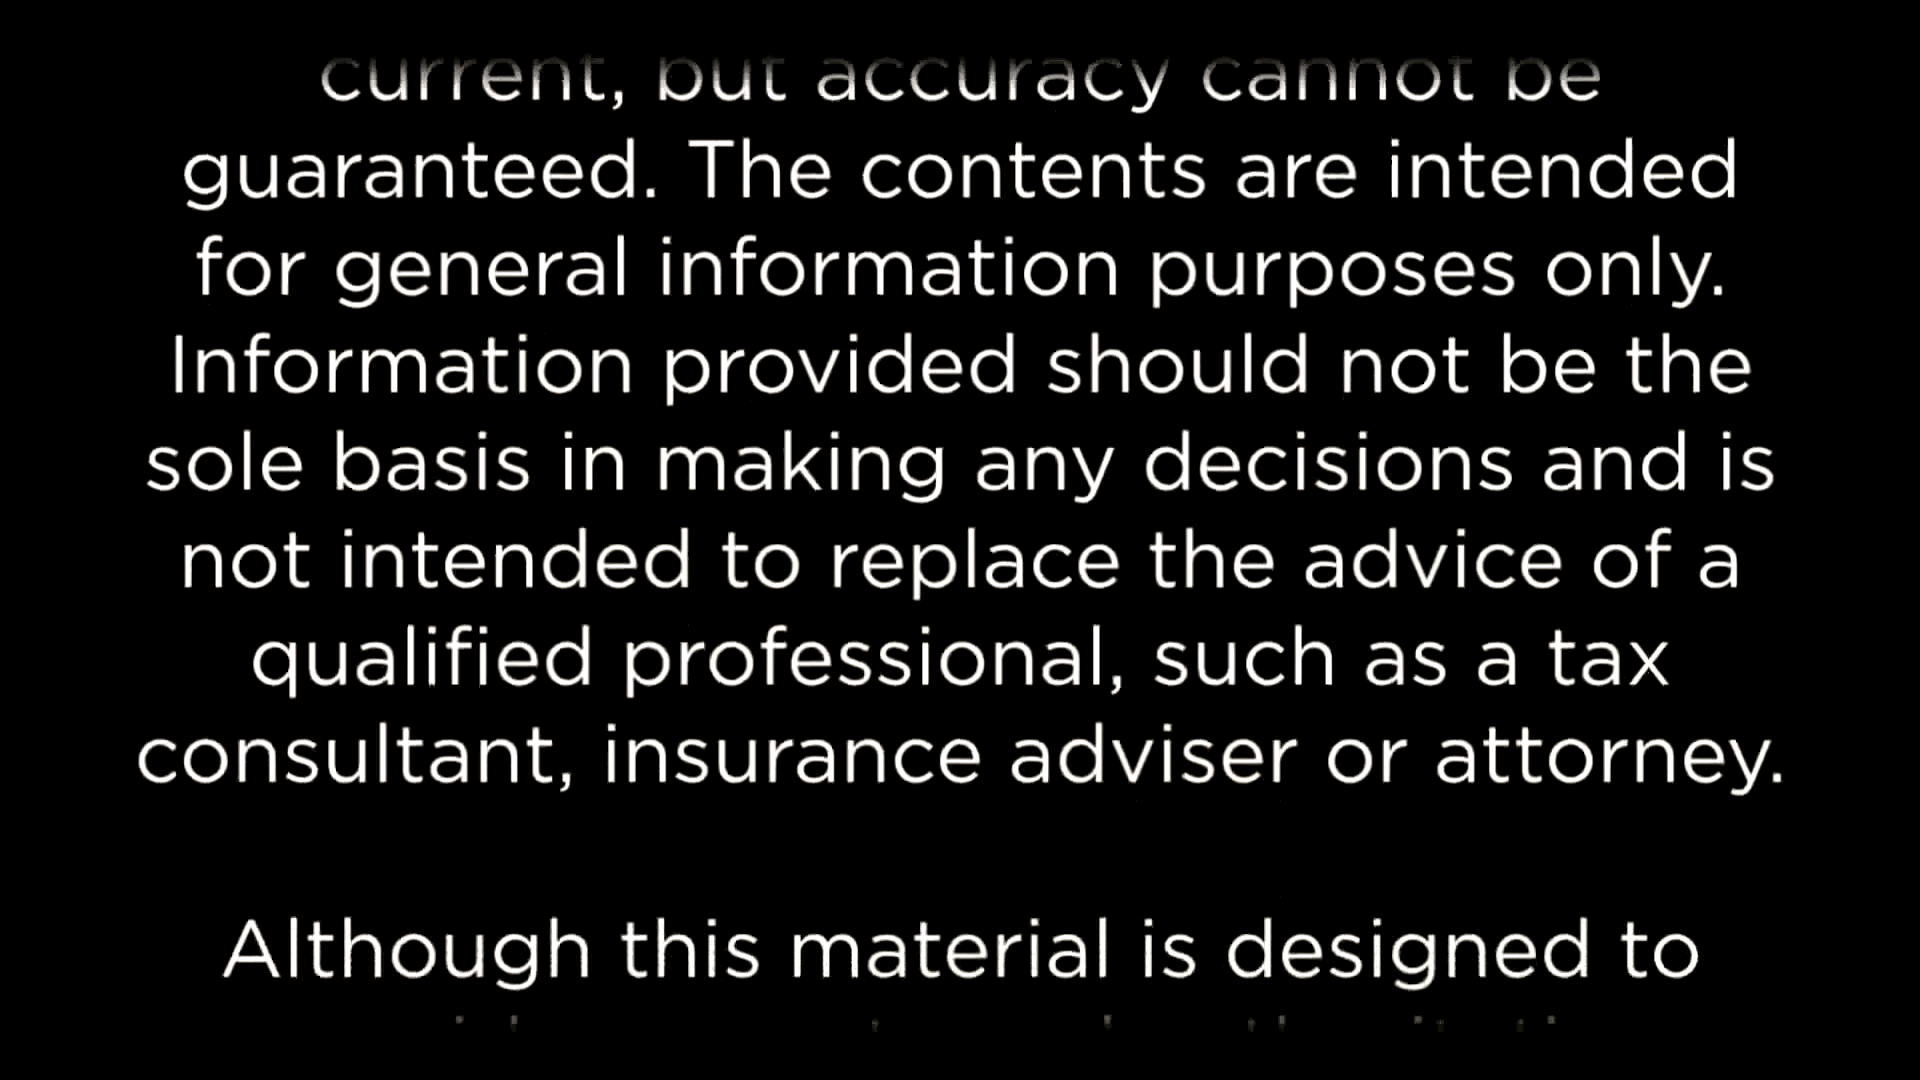 current, but accuracy cannot be
guaranteed. The contents are intended
for general information purposes only.
Information provided should not be the
sole basis in making any decisions and is
not intended to replace the advice of a
qualified professional, such as a tax
consultant, insurance adviser or attorney.
Although this material is designed to